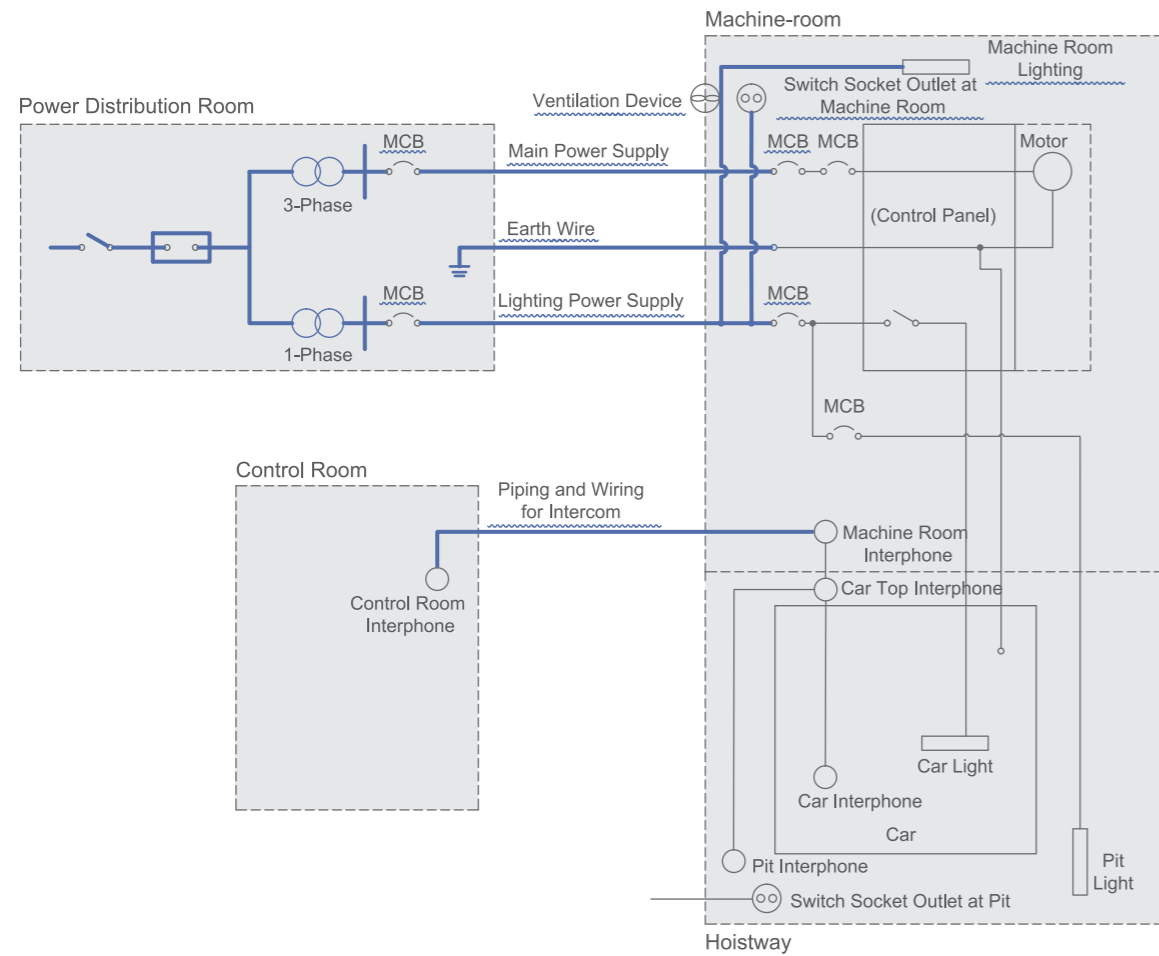 Machine-room
Machine Room
Lighting
Switch Socket Outlet at
Machine Room
Ventilation Device
Power Distribution Room
MCB
Main Power Supply
MCB
MCB
Motor
3-Phase
(Control Panel)
Earth Wire
MCB
Lighting Power Supply
MCB
1-Phase
MCB
Control Room
Piping and Wiring
for Intercom
Machine Room
Interphone
Car Top Interphone
Control Room
Interphone
Car Light
Car Interphone
Car
Pit Interphone
Pit
Light
Switch Socket Outlet at Pit
Hoistway